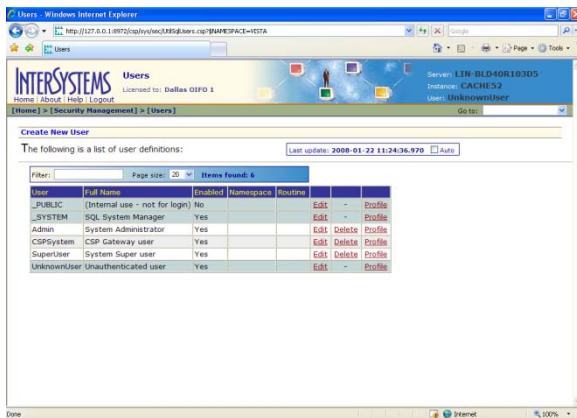 Users - Windows Internet Explorer
http://127.0.0.1:8972/csp/sys/sec/UtilSqlUsers.csp?$NAMESPACE=VISTA
Google
Users
Page
Tools
INTERSYSTEMS
Users
Licensed to: Dallas OIFO 1
Home | About | Help | Logout
Server: LIN-BLD40R103D5
Instance: CACHE52
User: UnknownUser
[Home] > [Security Management] > [Users]
Go to:
Create New User
The following is a list of user definitions:
Last update: 2008-01-22 11:24:36.970 Auto
Filter: Page size: 20 Items found: 6
User Full Name Enabled Namespace Routine
_PUBLIC (Internal use - not for login) No Edit - Profile
_SYSTEM SQL System Manager Yes Edit - Profile
Admin System Administrator Yes Edit Delete Profile
CSPSystem CSP Gateway user Yes Edit Delete Profile
SuperUser System Super user Yes Edit Delete Profile
UnknownUser Unauthenticated user Yes Edit - Profile
Done
Internet
100%